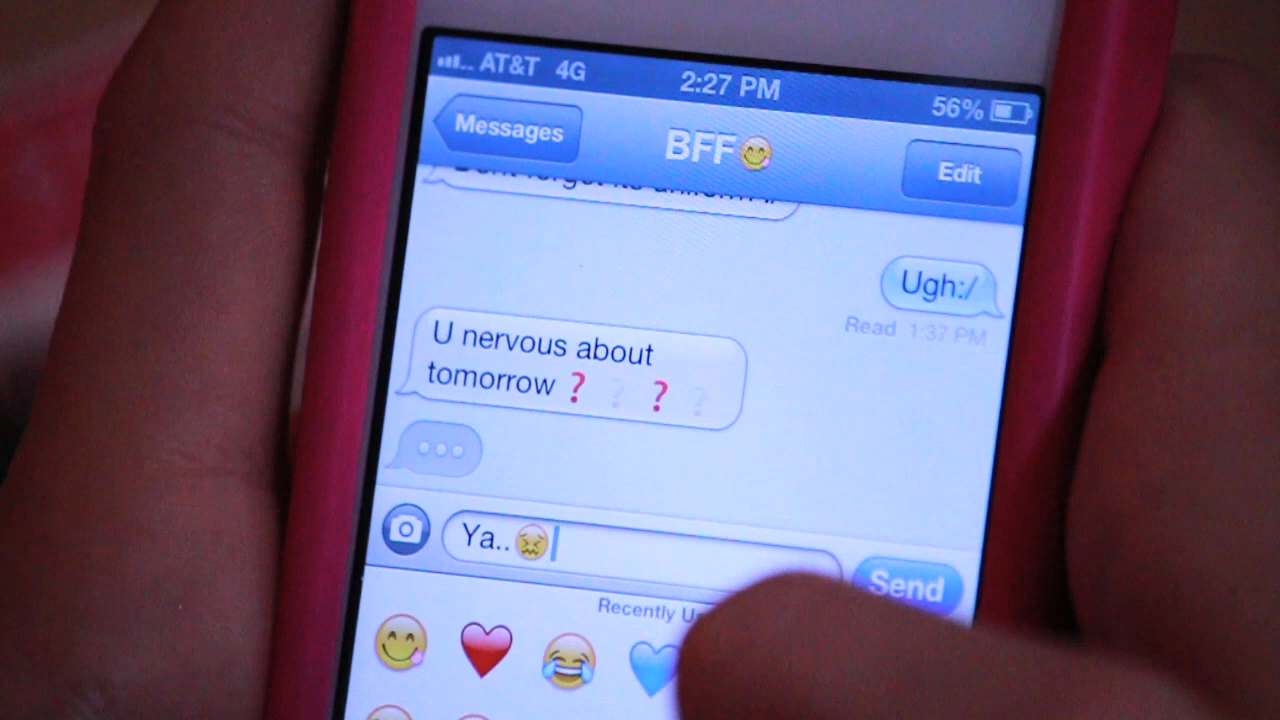 AT&T 4G 2:27 PM 56%
Messages BFF😋 Edit
Ugh:/
Read 1:37 PM
U nervous about
tomorrow ❓❔❓❔
Ya..😖 Send
Recently